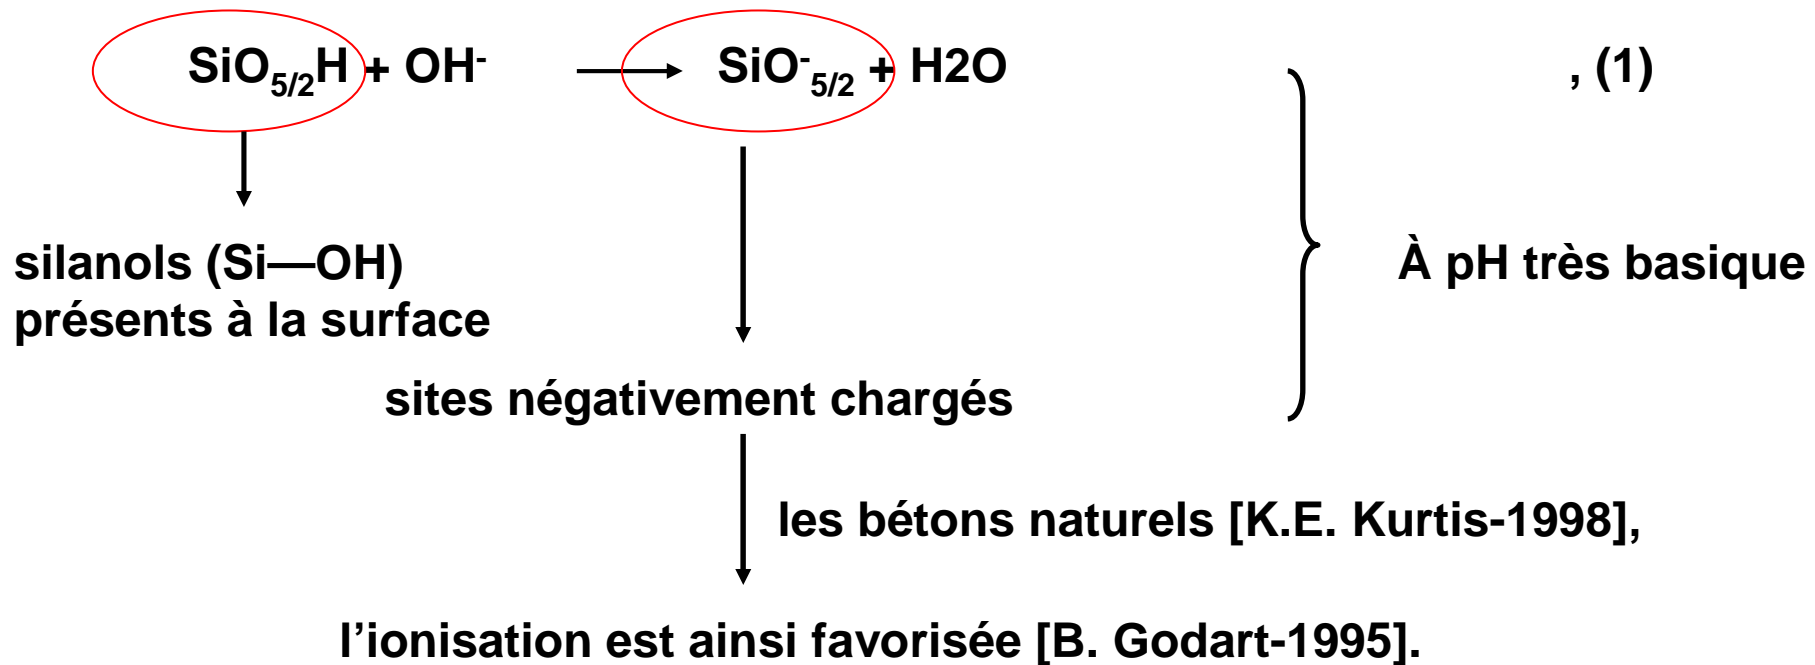 SiO5/2H + OH- → SiO-5/2 + H2O , (1)
silanols (Si—OH)
présents à la surface
À pH très basique
sites négativement chargés
les bétons naturels [K.E. Kurtis-1998],
l’ionisation est ainsi favorisée [B. Godart-1995].